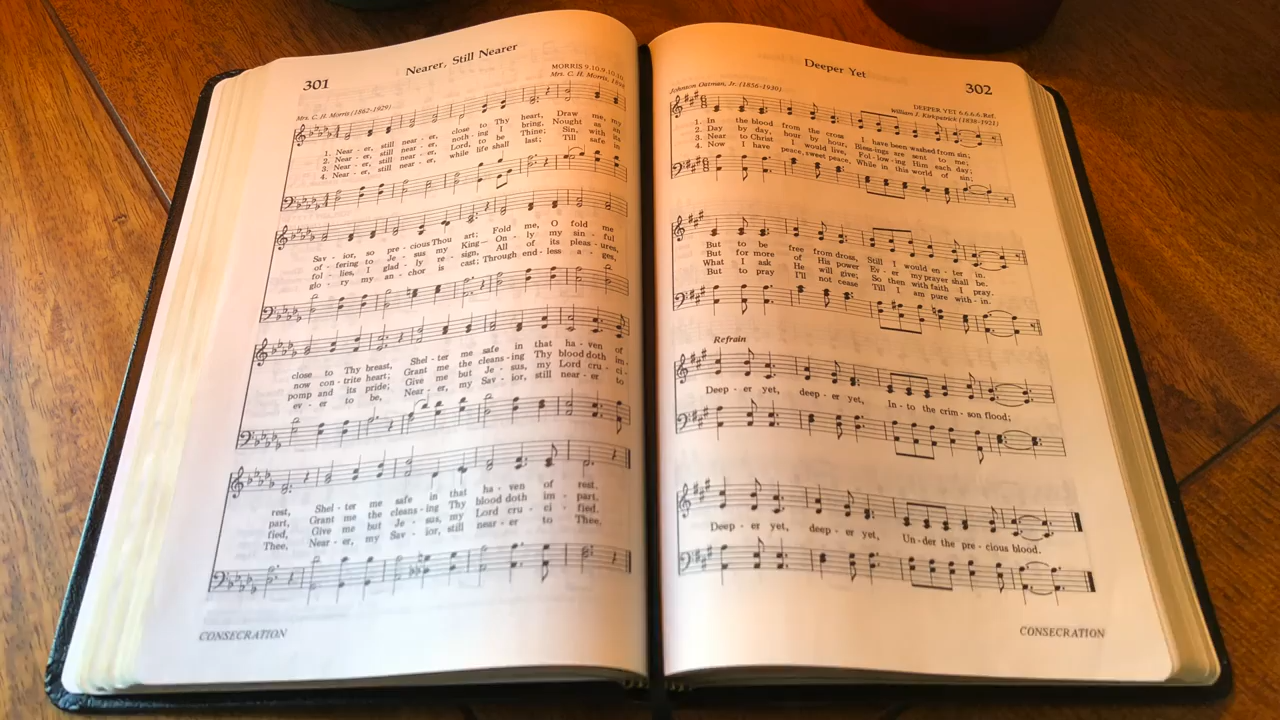 301
Nearer, Still Nearer
MORRIS 9.10.9.10.10
Mrs. C. H. Morris (1862-1929)
Mrs. C. H. Morris,
1. Near - er, still near - er, close to Thy heart, Draw me, my
2. Near - er, still near - er, noth - ing I bring, Nought as an
3. Near - er, still near - er, Lord, to be Thine; Sin, with its
4. Near - er, still near - er, while life shall last; Till safe in
Sav - ior, so pre - cious Thou art; Fold me, O fold me
of - fering to Je - sus my King— On - ly my sin - ful
fol - lies, I glad - ly re - sign, All of its pleas - ures,
glo - ry my an - chor is cast; Through end - less a - ges,
close to Thy breast, Shel - ter me safe in that ha - ven of
now con - trite heart; Grant me the cleans - ing Thy blood doth im -
pomp and its pride; Give me but Je - sus, my Lord cru - ci -
ev - er to be, Near - er, my Sav - ior, still near - er to
rest, Shel - ter me safe in that ha - ven of rest.
part, Grant me the cleans - ing Thy blood doth im - part.
fied, Give me but Je - sus, my Lord cru - ci - fied.
Thee, Near - er, my Sav - ior, still near - er to Thee.
CONSECRATION
Deeper Yet
302
Johnson Oatman, Jr. (1856-1930)
DEEPER YET 6.6.6.6.Ref.
William J. Kirkpatrick (1838-1921)
1. In the blood from the cross I have been washed from sin;
2. Day by day, hour by hour, Bless-ings are sent to me;
3. Near to Christ I would live, Fol - low - ing Him each day;
4. Now I have peace, sweet peace, While in this world of sin;
But to be free from dross, Still I would en - ter in.
But for more of His power Ev - er my prayer shall be.
What I ask He will give; So then with faith I pray.
But to pray I'll not cease Till I am pure with - in.
Refrain
Deep - er yet, deep - er yet, In - to the crim - son flood;
Deep - er yet, deep - er yet, Un - der the pre - cious blood.
CONSECRATION